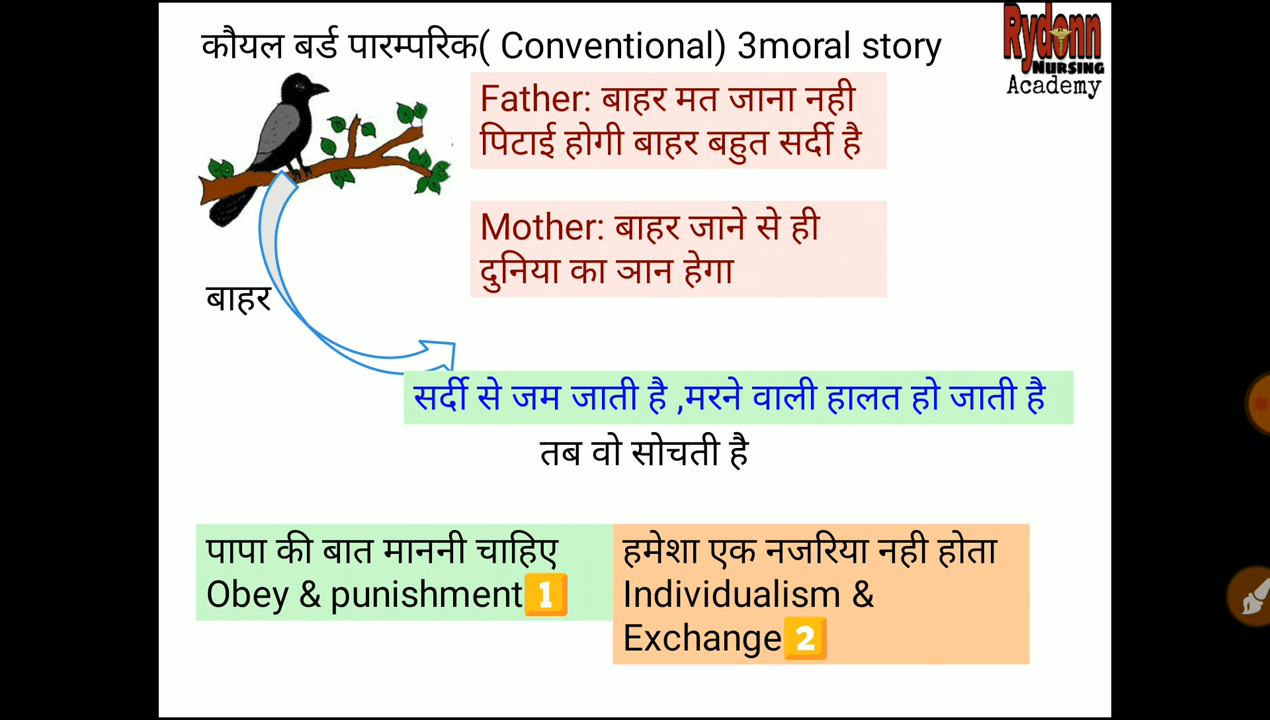 कौयल बर्ड पारम्परिक( Conventional) 3moral story
Rydonn
NURSING
Academy
Father: बाहर मत जाना नही
पिटाई होगी बाहर बहुत सर्दी है
Mother: बाहर जाने से ही
दुनिया का ञान हेगा
बाहर
सर्दी से जम जाती है ,मरने वाली हालत हो जाती है
तब वो सोचती है
पापा की बात माननी चाहिए
Obey & punishment1️⃣
हमेशा एक नजरिया नही होता
Individualism &
Exchange2️⃣